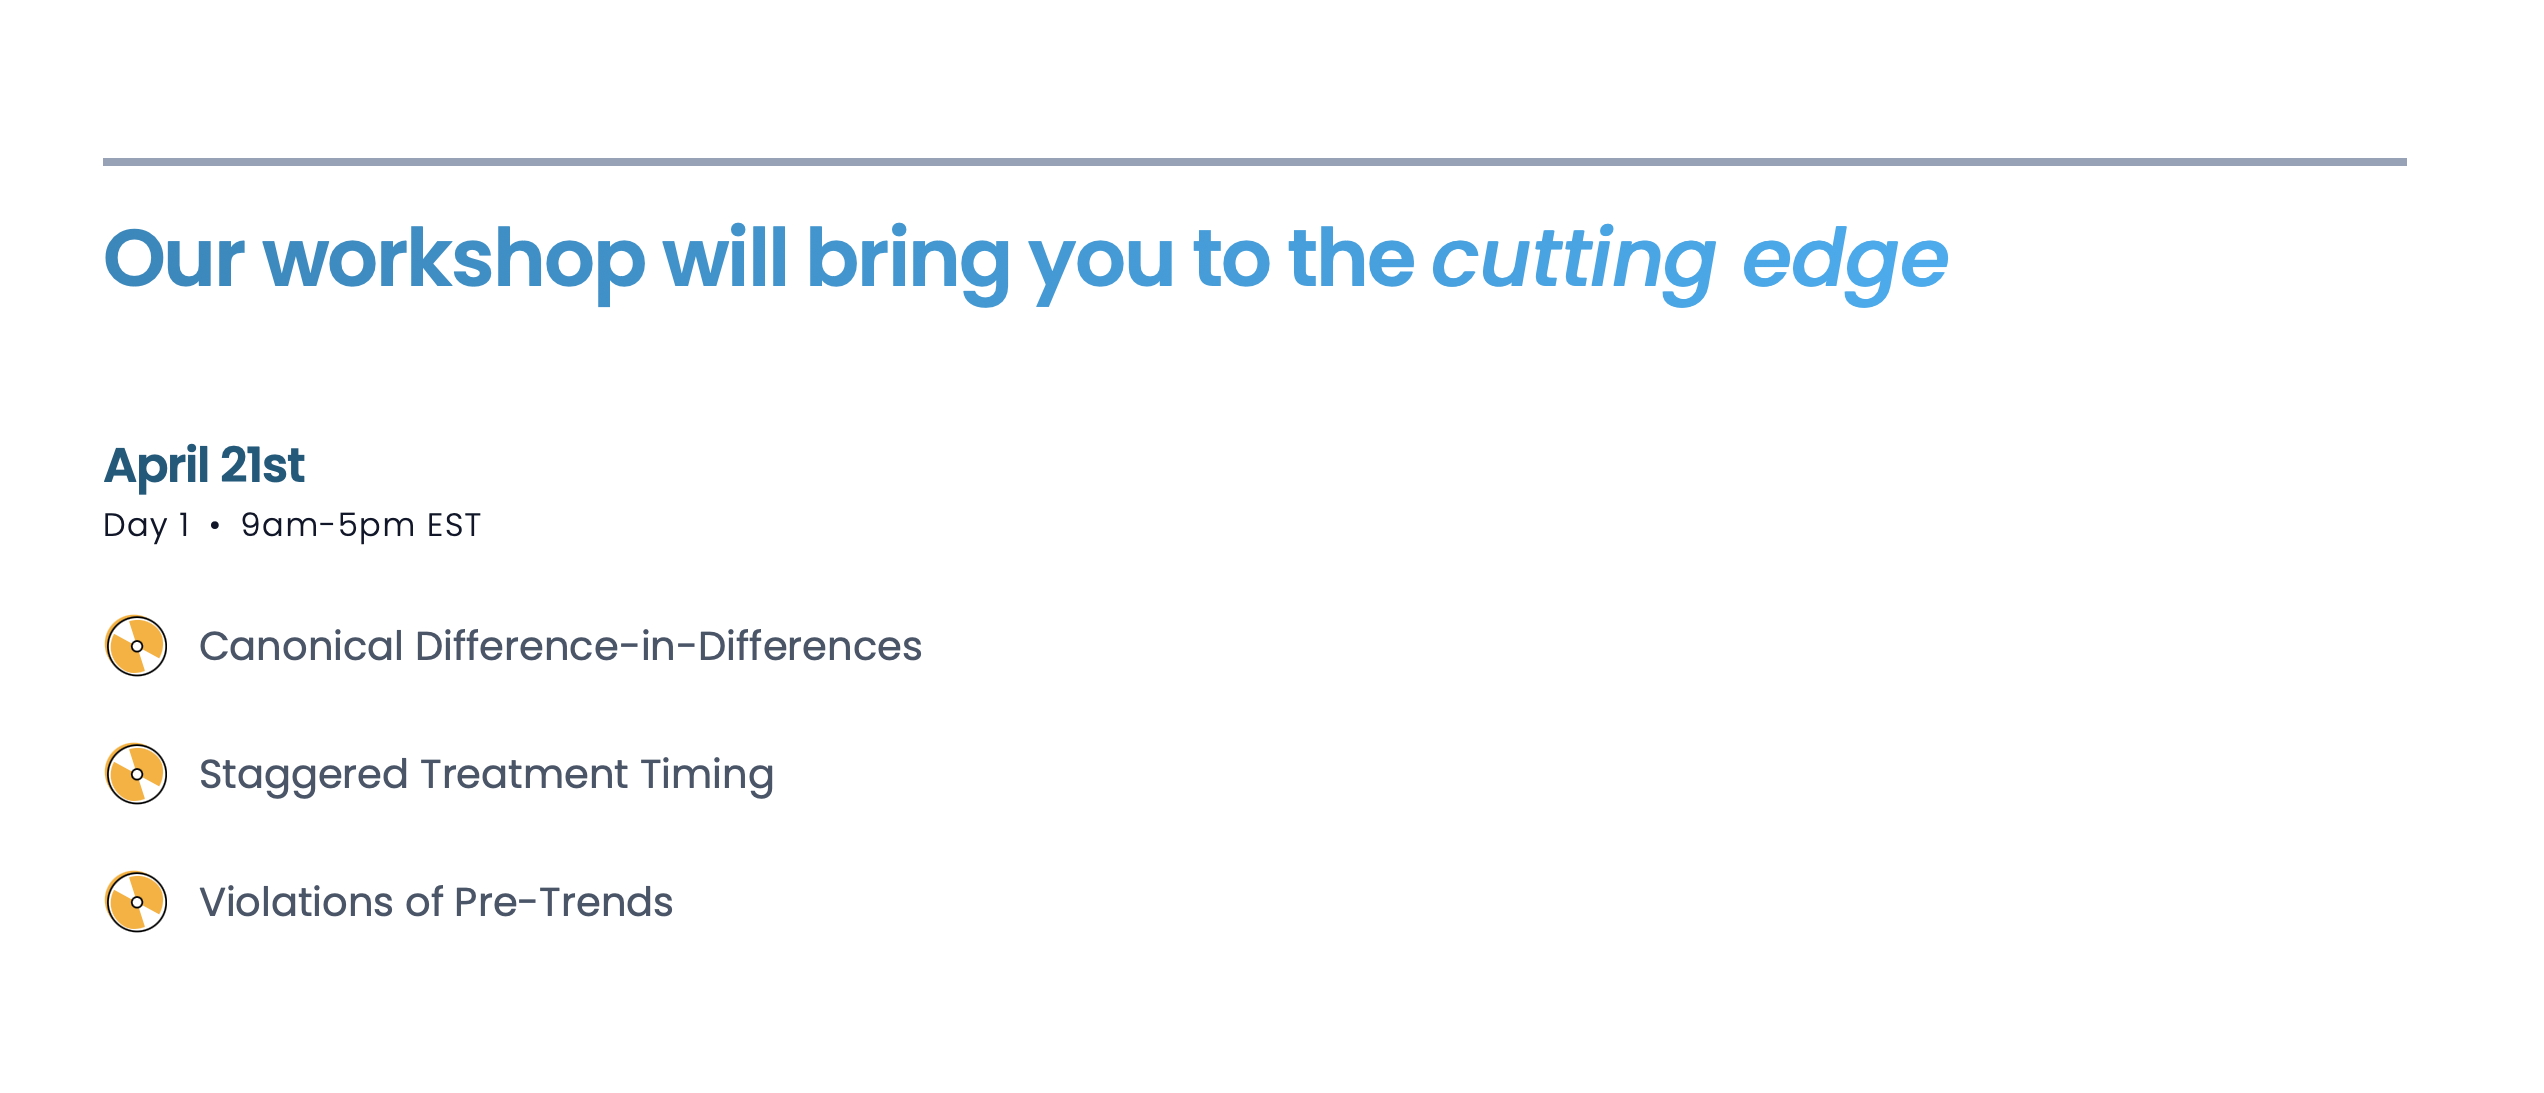 Our workshop will bring you to the cutting edge
April 21st
Day 1 • 9am-5pm EST
Canonical Difference-in-Differences
Staggered Treatment Timing
Violations of Pre-Trends